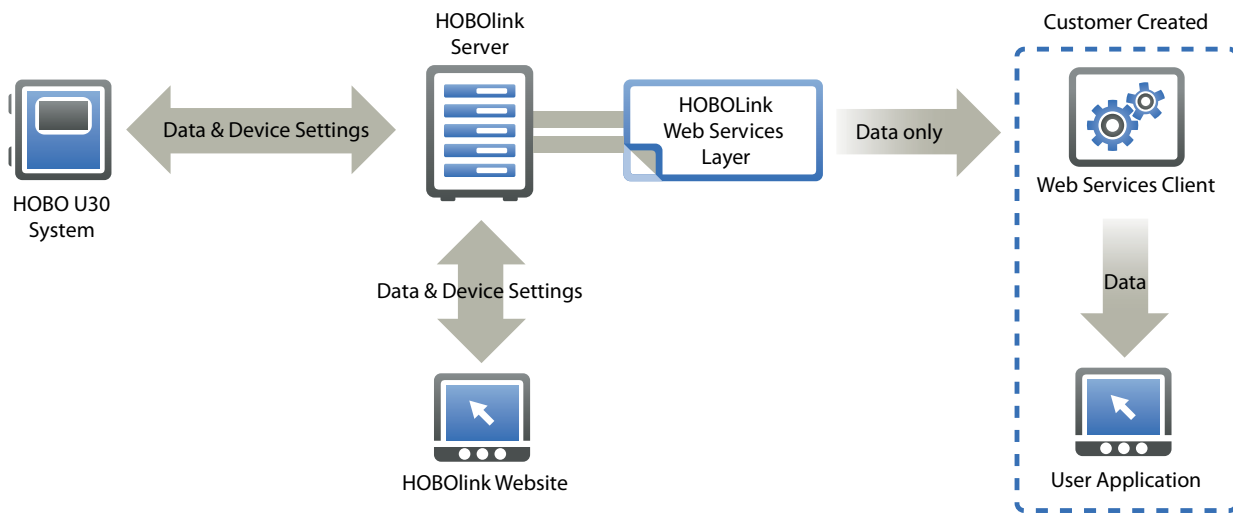 HOBOlink
Server
Customer Created
HOBOLink
Web Services
Layer
Data & Device Settings
Data only
Web Services Client
HOBO U30
System
Data & Device Settings
Data
HOBOlink Website
User Application